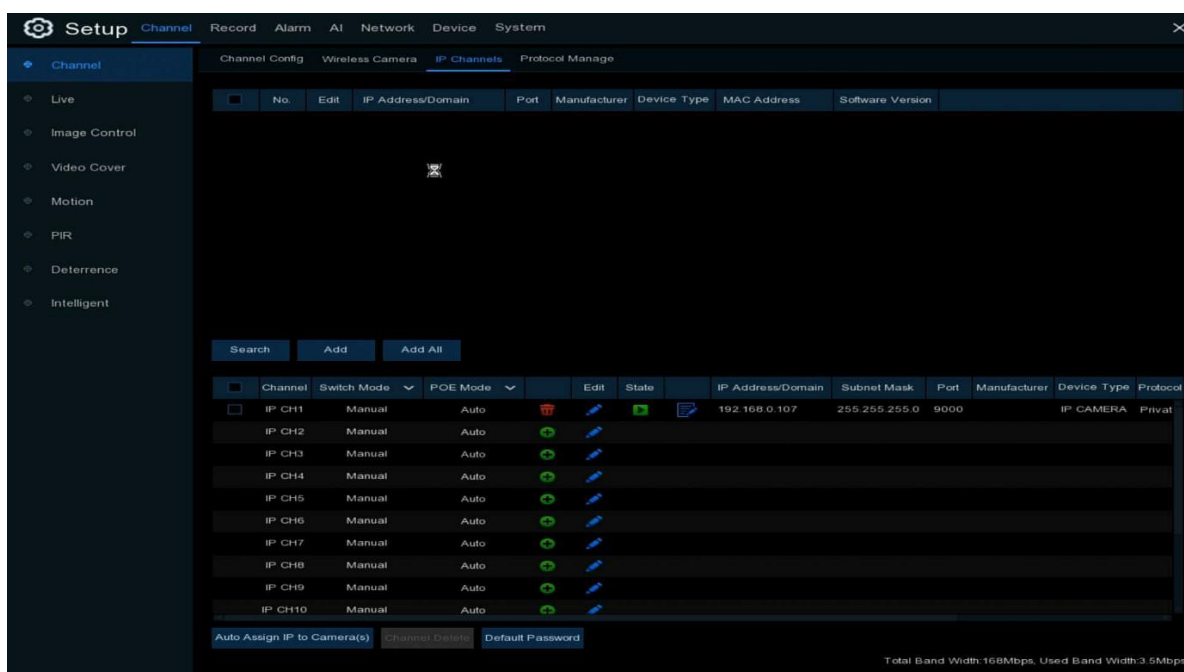 Setup Channel Record Alarm AI Network Device System
Channel Config Wireless Camera IP Channels Protocol Manage
Channel
Live
Image Control
Video Cover
Motion
PIR
Deterrence
Intelligent
No. Edit IP Address/Domain Port Manufacturer Device Type MAC Address Software Version
Search Add Add All
Channel Switch Mode POE Mode Edit State IP Address/Domain Subnet Mask Port Manufacturer Device Type Protocol
IP CH1 Manual Auto 192.168.0.107 255.255.255.0 9000 IP CAMERA Privat
IP CH2 Manual Auto
IP CH3 Manual Auto
IP CH4 Manual Auto
IP CH5 Manual Auto
IP CH6 Manual Auto
IP CH7 Manual Auto
IP CH8 Manual Auto
IP CH9 Manual Auto
IP CH10 Manual Auto
Auto Assign IP to Camera(s) Channel Delete Default Password
Total Band Width:168Mbps, Used Band Width:3.5Mbps